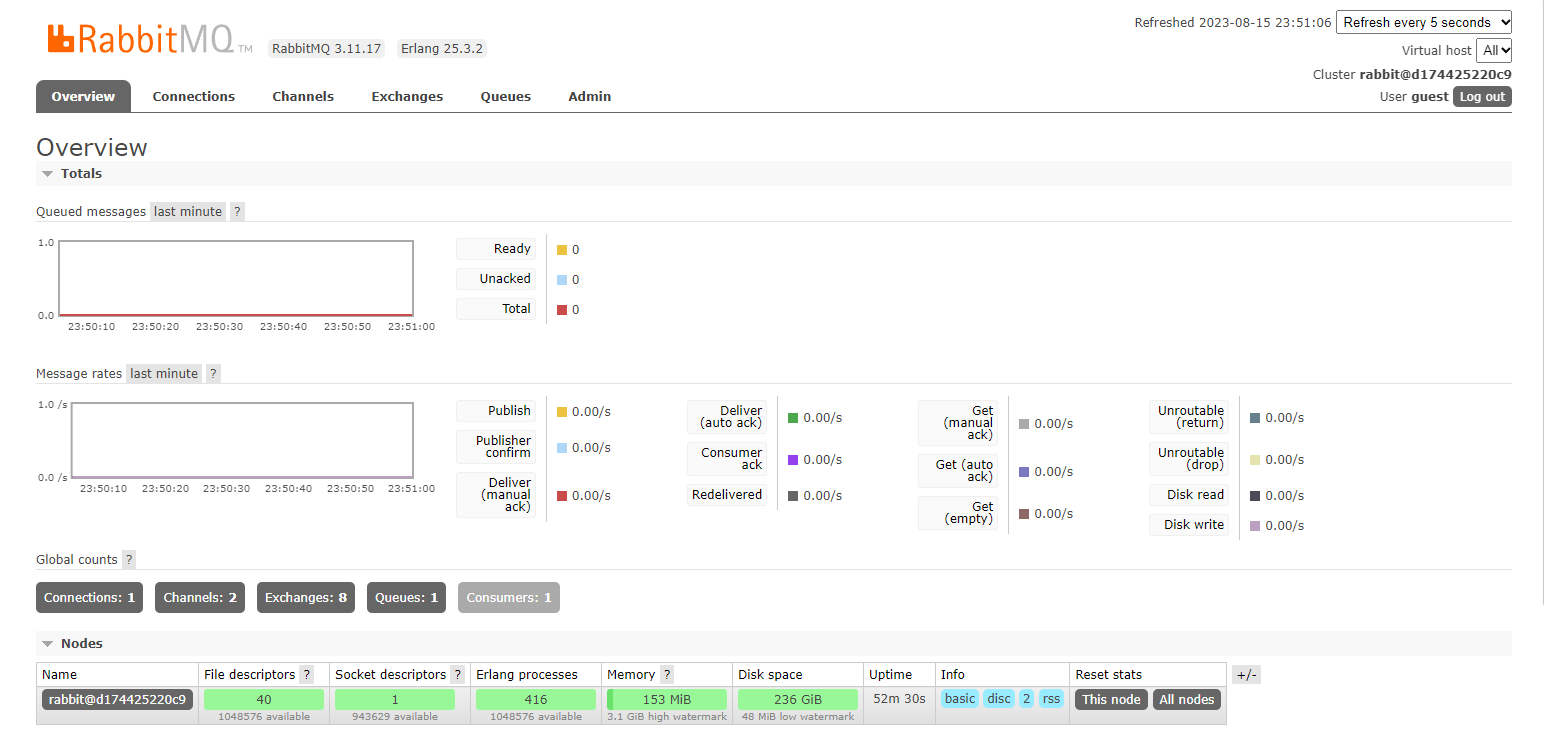 RabbitMQ TM RabbitMQ 3.11.17 Erlang 25.3.2
Refreshed 2023-08-15 23:51:06 Refresh every 5 seconds
Virtual host All
Cluster rabbit@d174425220c9
User guest Log out
Overview Connections Channels Exchanges Queues Admin
Overview
Totals
Queued messages last minute ?
1.0
0.0
23:50:10 23:50:20 23:50:30 23:50:40 23:50:50 23:51:00
Ready 0
Unacked 0
Total 0
Message rates last minute ?
1.0 /s
0.0 /s
23:50:10 23:50:20 23:50:30 23:50:40 23:50:50 23:51:00
Publish 0.00/s
Publisher
confirm 0.00/s
Deliver
(manual
ack) 0.00/s
Deliver
(auto ack) 0.00/s
Consumer
ack 0.00/s
Redelivered 0.00/s
Get
(manual
ack) 0.00/s
Get (auto
ack) 0.00/s
Get
(empty) 0.00/s
Unroutable
(return) 0.00/s
Unroutable
(drop) 0.00/s
Disk read 0.00/s
Disk write 0.00/s
Global counts ?
Connections: 1 Channels: 2 Exchanges: 8 Queues: 1 Consumers: 1
Nodes
Name File descriptors ? Socket descriptors ? Erlang processes Memory ? Disk space Uptime Info Reset stats +/-
rabbit@d174425220c9 40 1 416 153 MiB 236 GiB 52m 30s basic disc 2 rss This node All nodes
1048576 available 943629 available 1048576 available 3.1 GiB high watermark 48 MiB low watermark